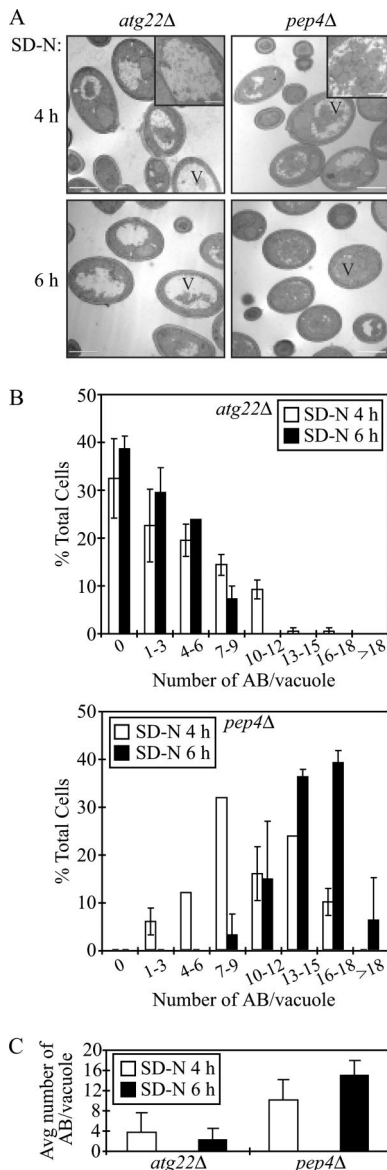 A
atg22Δ pep4Δ
SD-N:
4 h
V
V
6 h
V
V
B
atg22Δ
SD-N 4 h
SD-N 6 h
50
40
30
20
10
0
% Total Cells
0 1-3 4-6 7-9 10-12 13-15 16-18 >18
Number of AB/vacuole
pep4Δ
SD-N 4 h
SD-N 6 h
50
40
30
20
10
0
% Total Cells
0 1-3 4-6 7-9 10-12 13-15 16-18 >18
Number of AB/vacuole
C
SD-N 4 h
SD-N 6 h
20
16
12
8
4
0
Avg number of
AB/vacuole
atg22Δ pep4Δ